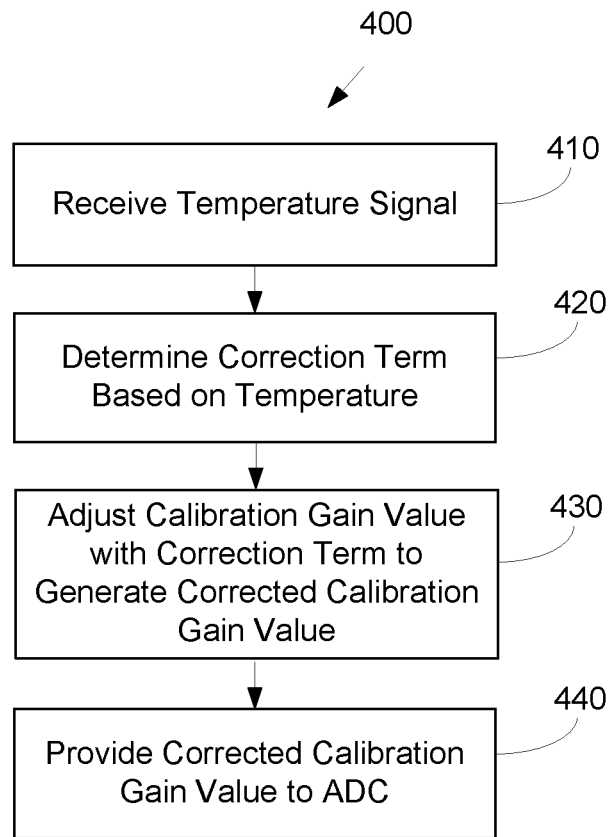 400
410
Receive Temperature Signal
420
Determine Correction Term
Based on Temperature
430
Adjust Calibration Gain Value
with Correction Term to
Generate Corrected Calibration
Gain Value
440
Provide Corrected Calibration
Gain Value to ADC